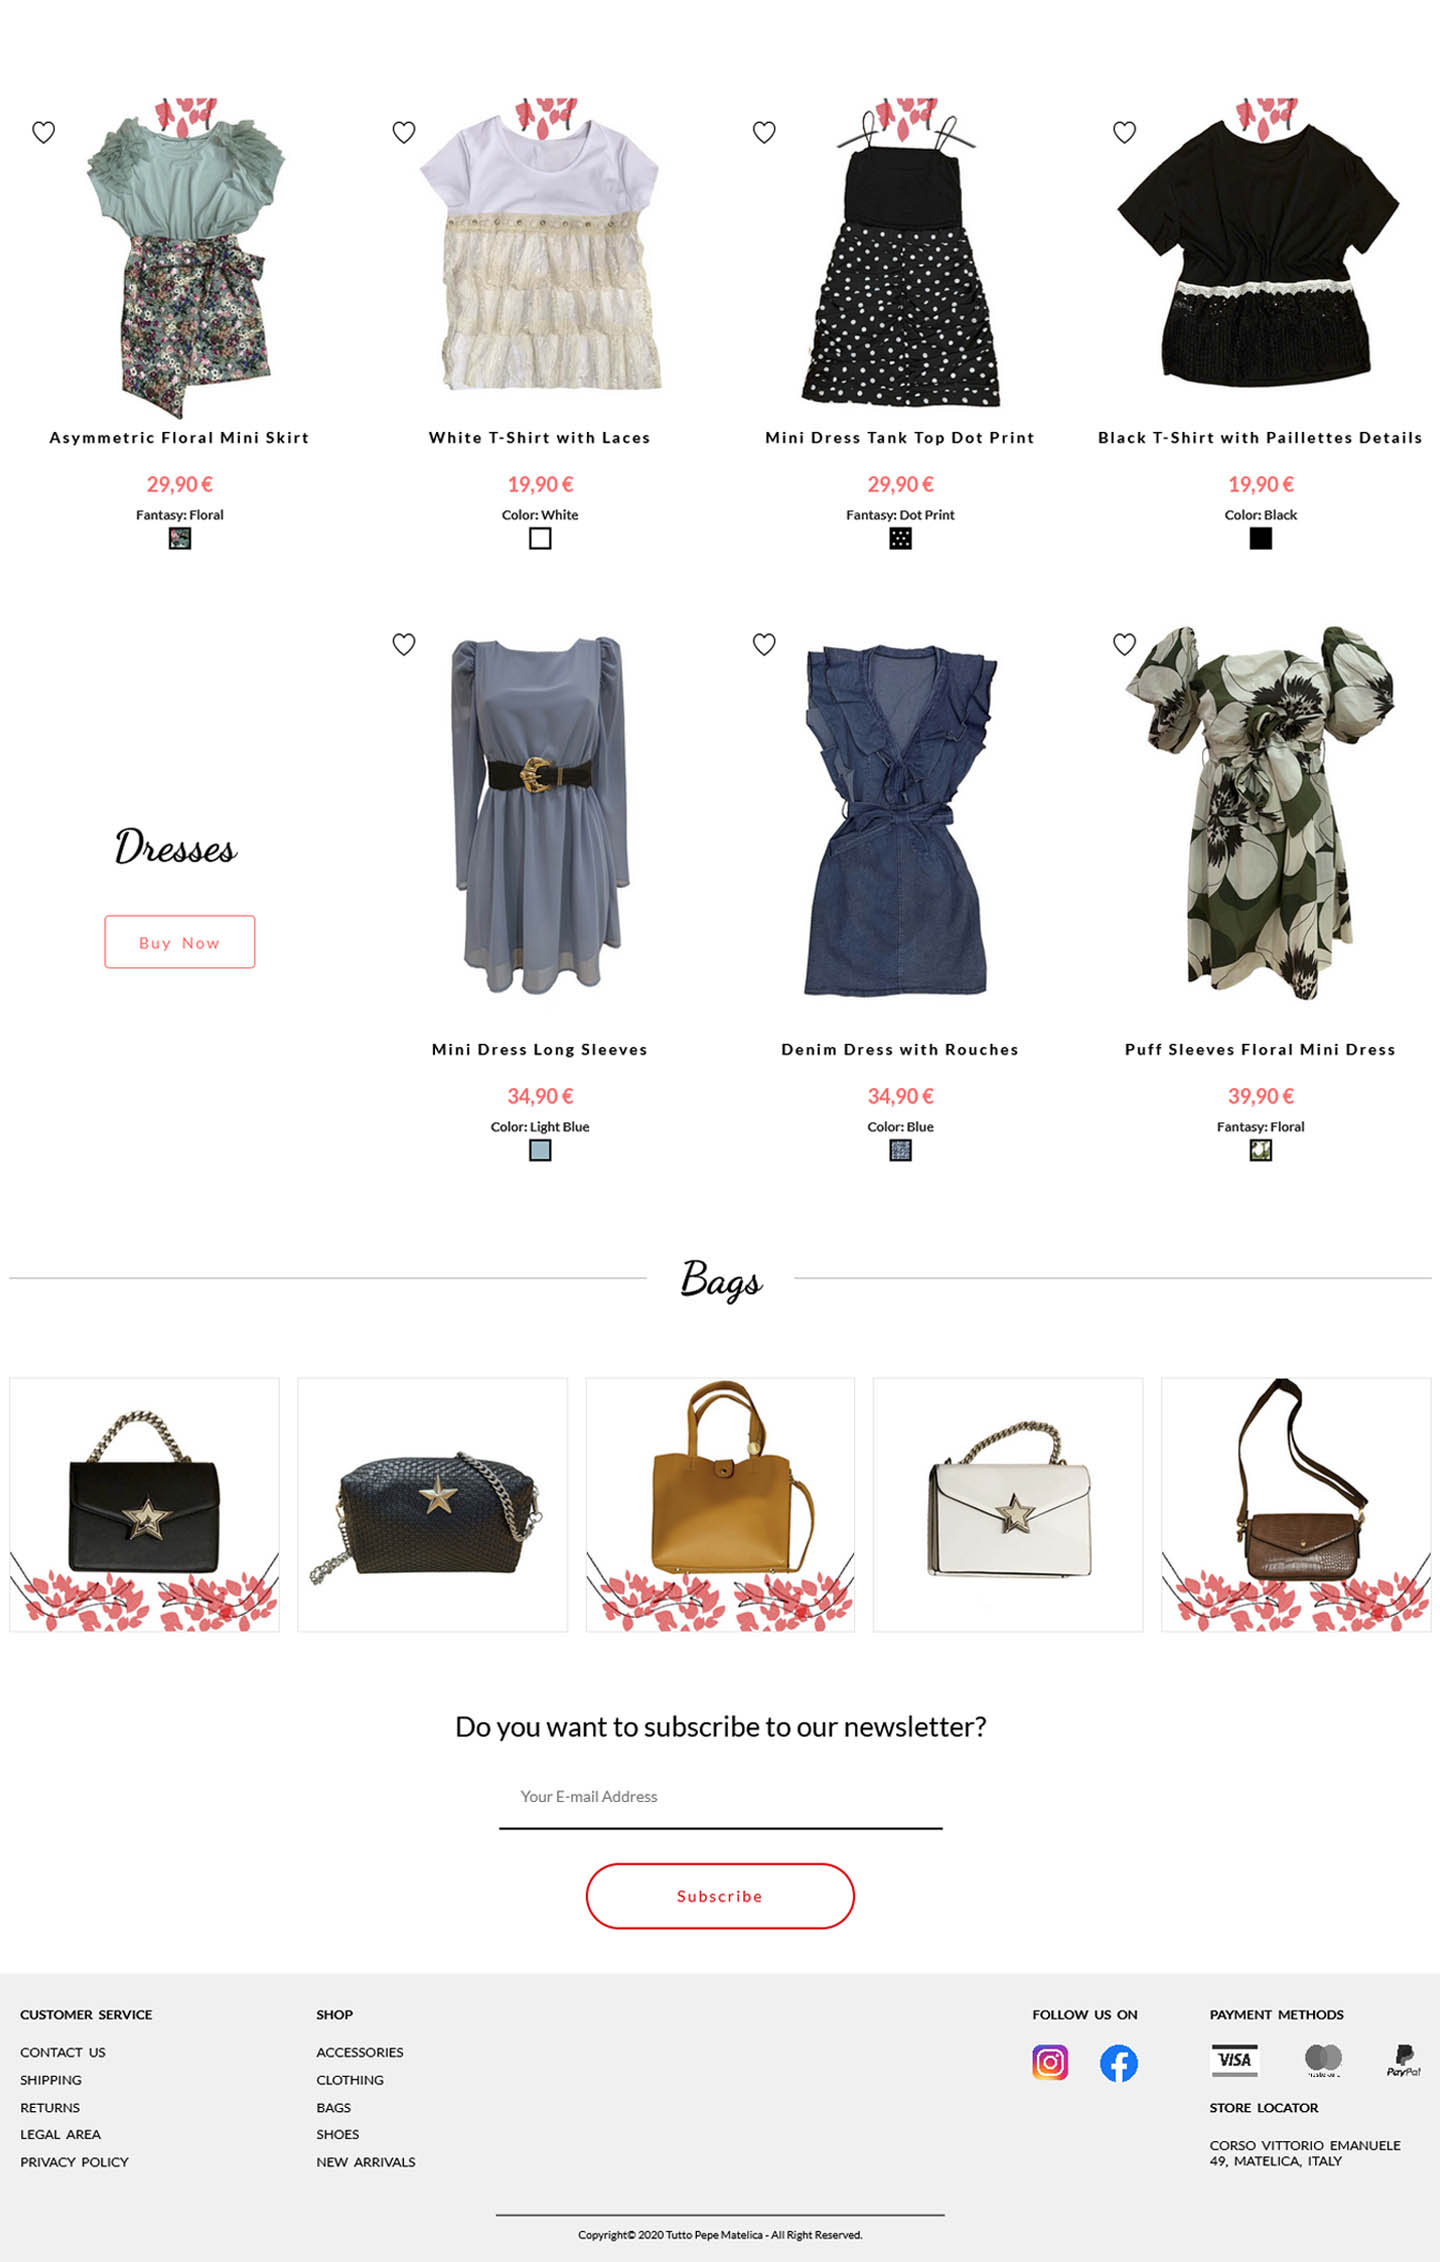 Asymmetric Floral Mini Skirt
29,90 €
Fantasy: Floral
White T-Shirt with Laces
19,90 €
Color: White
Mini Dress Tank Top Dot Print
29,90 €
Fantasy: Dot Print
Black T-Shirt with Paillettes Details
19,90 €
Color: Black
Dresses
Buy Now
Mini Dress Long Sleeves
34,90 €
Color: Light Blue
Denim Dress with Rouches
34,90 €
Color: Blue
Puff Sleeves Floral Mini Dress
39,90 €
Fantasy: Floral
Bags
Do you want to subscribe to our newsletter?
Your E-mail Address
Subscribe
CUSTOMER SERVICE
CONTACT US
SHIPPING
RETURNS
LEGAL AREA
PRIVACY POLICY
SHOP
ACCESSORIES
CLOTHING
BAGS
SHOES
NEW ARRIVALS
FOLLOW US ON
PAYMENT METHODS
VISA
PayPal
STORE LOCATOR
CORSO VITTORIO EMANUELE
49, MATELICA, ITALY
Copyright© 2020 Tutto Pepe Matelica - All Right Reserved.